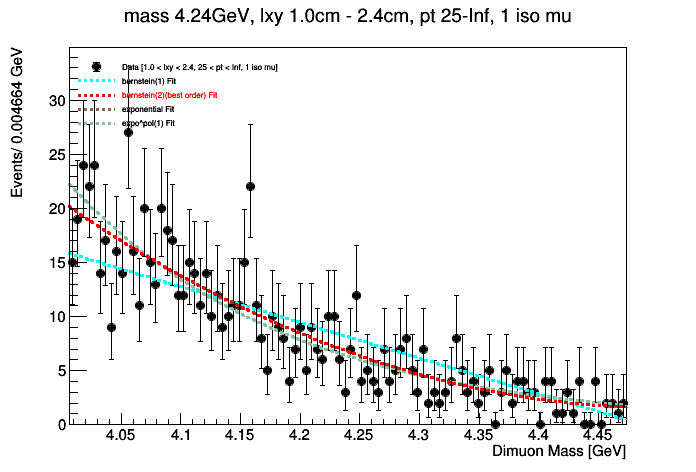 mass 4.24GeV, lxy 1.0cm - 2.4cm, pt 25-Inf, 1 iso mu
Events/ 0.004664 GeV
Data [1.0 < lxy < 2.4, 25 < pt < Inf, 1 iso mu]
bernstein(1) Fit
bernstein(2)(best order) Fit
exponential Fit
expo*pol(1) Fit
30
25
20
15
10
5
0
4.05 4.1 4.15 4.2 4.25 4.3 4.35 4.4 4.45
Dimuon Mass [GeV]